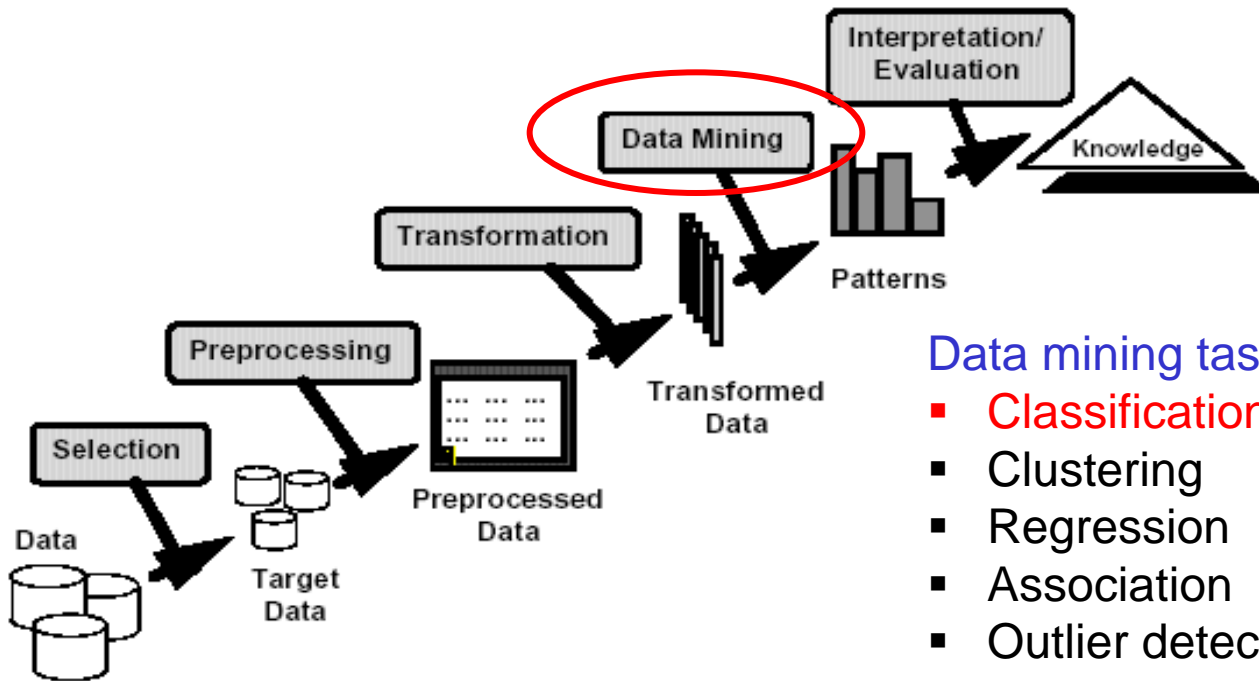 Interpretation/
Evaluation
Data Mining
Knowledge
Transformation
Patterns
Preprocessing
Transformed
Data
Selection
... ... ...
... ... ...
... ... ...
Preprocessed
Data
Data
Target
Data
Data mining tas
▪ Classification
▪ Clustering
▪ Regression
▪ Association
▪ Outlier detec